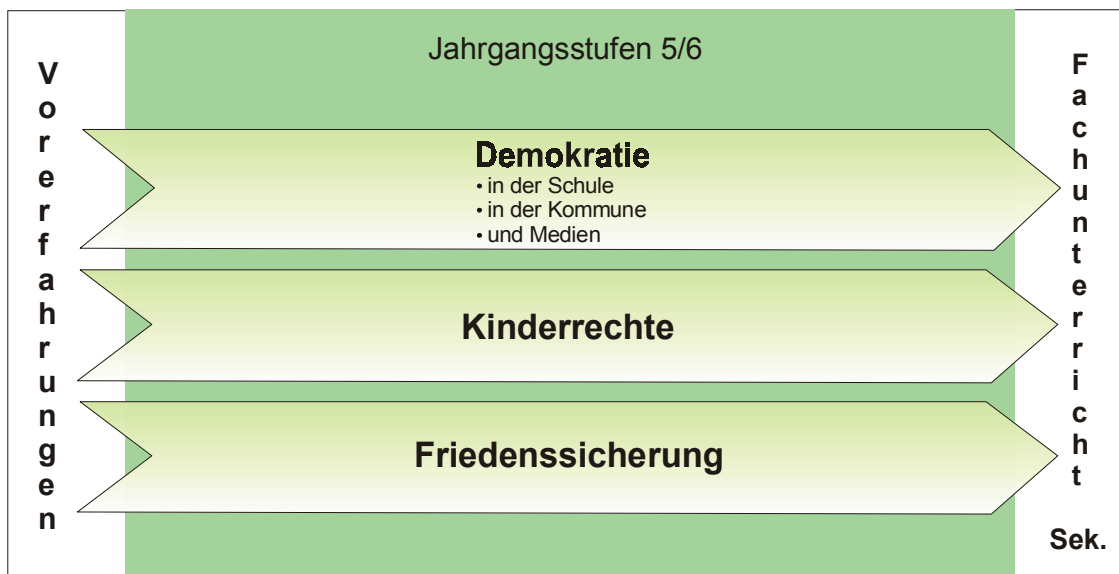 Jahrgangsstufen 5/6
Vorerfahrungen
Demokratie
• in der Schule
• in der Kommune
• und Medien
Kinderrechte
Friedenssicherung
Fachunterricht
Sek.